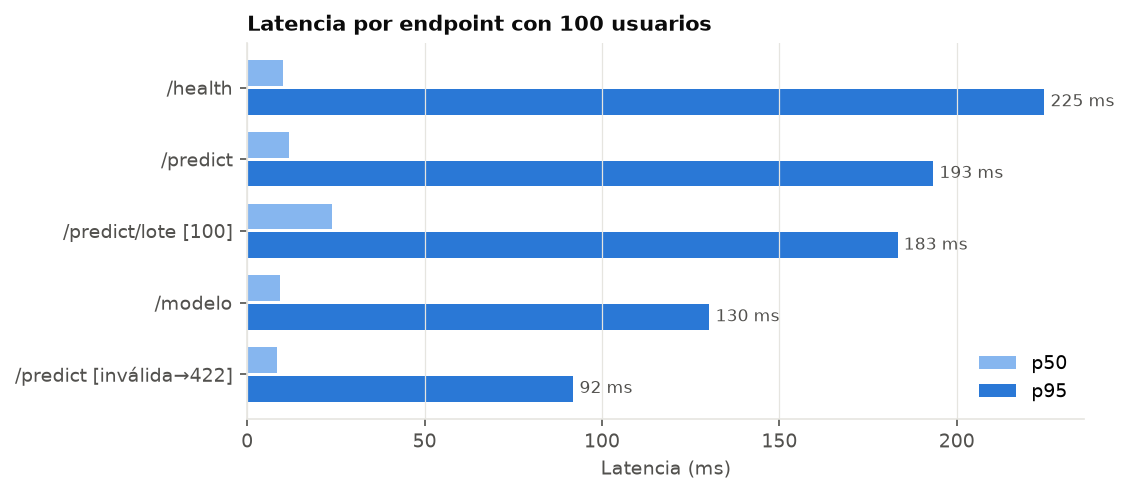 Latencia por endpoint con 100 usuarios
/health
225 ms
/predict
193 ms
/predict/lote [100]
183 ms
/modelo
130 ms
/predict [inválida→422]
92 ms
p50
p95
0 50 100 150 200
Latencia (ms)